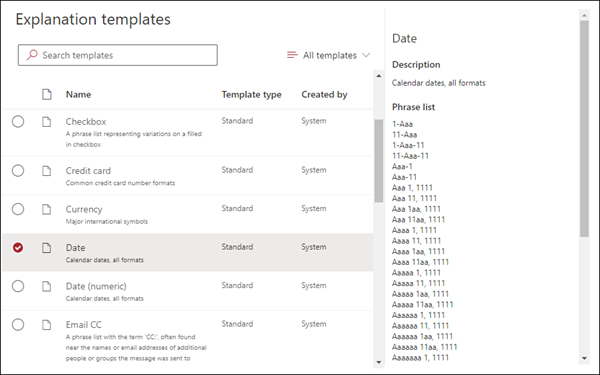 Explanation templates
Search templates
All templates
Name Template type Created by
Checkbox Standard System
A phrase list representing variations on a filled
in checkbox
Credit card Standard System
Common credit card number formats
Currency Standard System
Major international symbols
Date Standard System
Calendar dates, all formats
Date (numeric) Standard System
Calendar dates, all formats
Email CC Standard System
A phrase list with the term 'CC:', often found
near the names or email addresses of additional
people or groups the message was sent to
Date
Description
Calendar dates, all formats
Phrase list
1-Aaa
11-Aaa
1-Aaa-11
11-Aaa-11
Aaa-1
Aaa-11
Aaa 1, 1111
Aaa 11, 1111
Aaa 1aa, 1111
Aaa 11aa, 1111
Aaaa 1, 1111
Aaaa 11, 1111
Aaaa 1aa, 1111
Aaaa 11aa, 1111
Aaaaa 1, 1111
Aaaaa 11, 1111
Aaaaa 1aa, 1111
Aaaaa 11aa, 1111
Aaaaaa 1, 1111
Aaaaaa 11, 1111
Aaaaaa 1aa, 1111
Aaaaaa 11aa, 1111
Aaaaaaa 1, 1111